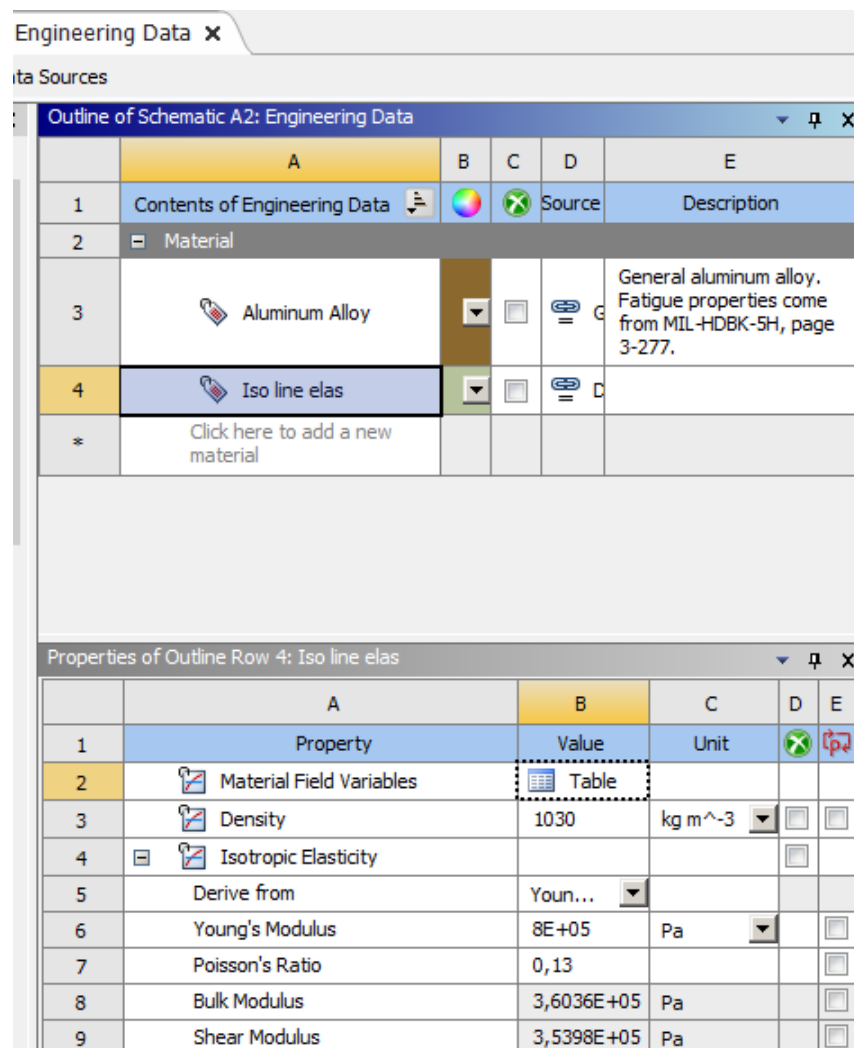 Engineering Data
Sources
Outline of Schematic A2: Engineering Data
A B C D E
1 Contents of Engineering Data Source Description
2 Material
3 Aluminum Alloy G General aluminum alloy.
Fatigue properties come
from MIL-HDBK-5H, page
3-277.
4 Iso line elas D
* Click here to add a new
material
Properties of Outline Row 4: Iso line elas
A B C D E
1 Property Value Unit
2 Material Field Variables Table
3 Density 1030 kg m^-3
4 Isotropic Elasticity
5 Derive from Youn...
6 Young's Modulus 8E+05 Pa
7 Poisson's Ratio 0,13
8 Bulk Modulus 3,6036E+05 Pa
9 Shear Modulus 3,5398E+05 Pa